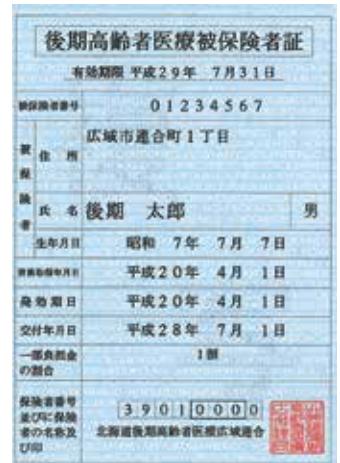 後期高齢者医療被保険者証
有効期限 平成29年 7月31日
被保険者番号 01234567
被保険者
住所 広域市連合町1丁目
氏名 後期 太郎 男
生年月日 昭和 7年 7月 7日
資格取得年月日 平成20年 4月 1日
発効期日 平成20年 4月 1日
交付年月日 平成28年 7月 1日
一部負担金の割合 1割
保険者番号並びに保険者の名称及び印
39010000
北海道後期高齢者医療広域連合